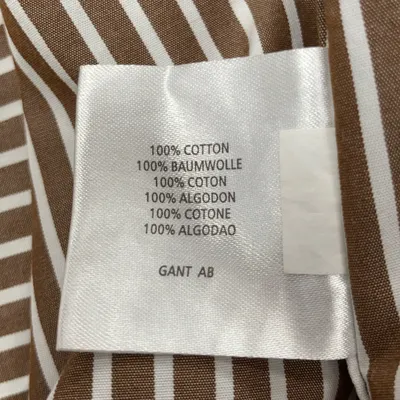 100% COTTON
100% BAUMWOLLE
100% COTON
100% ALGODON
100% COTONE
100% ALGODAO
GANT AB